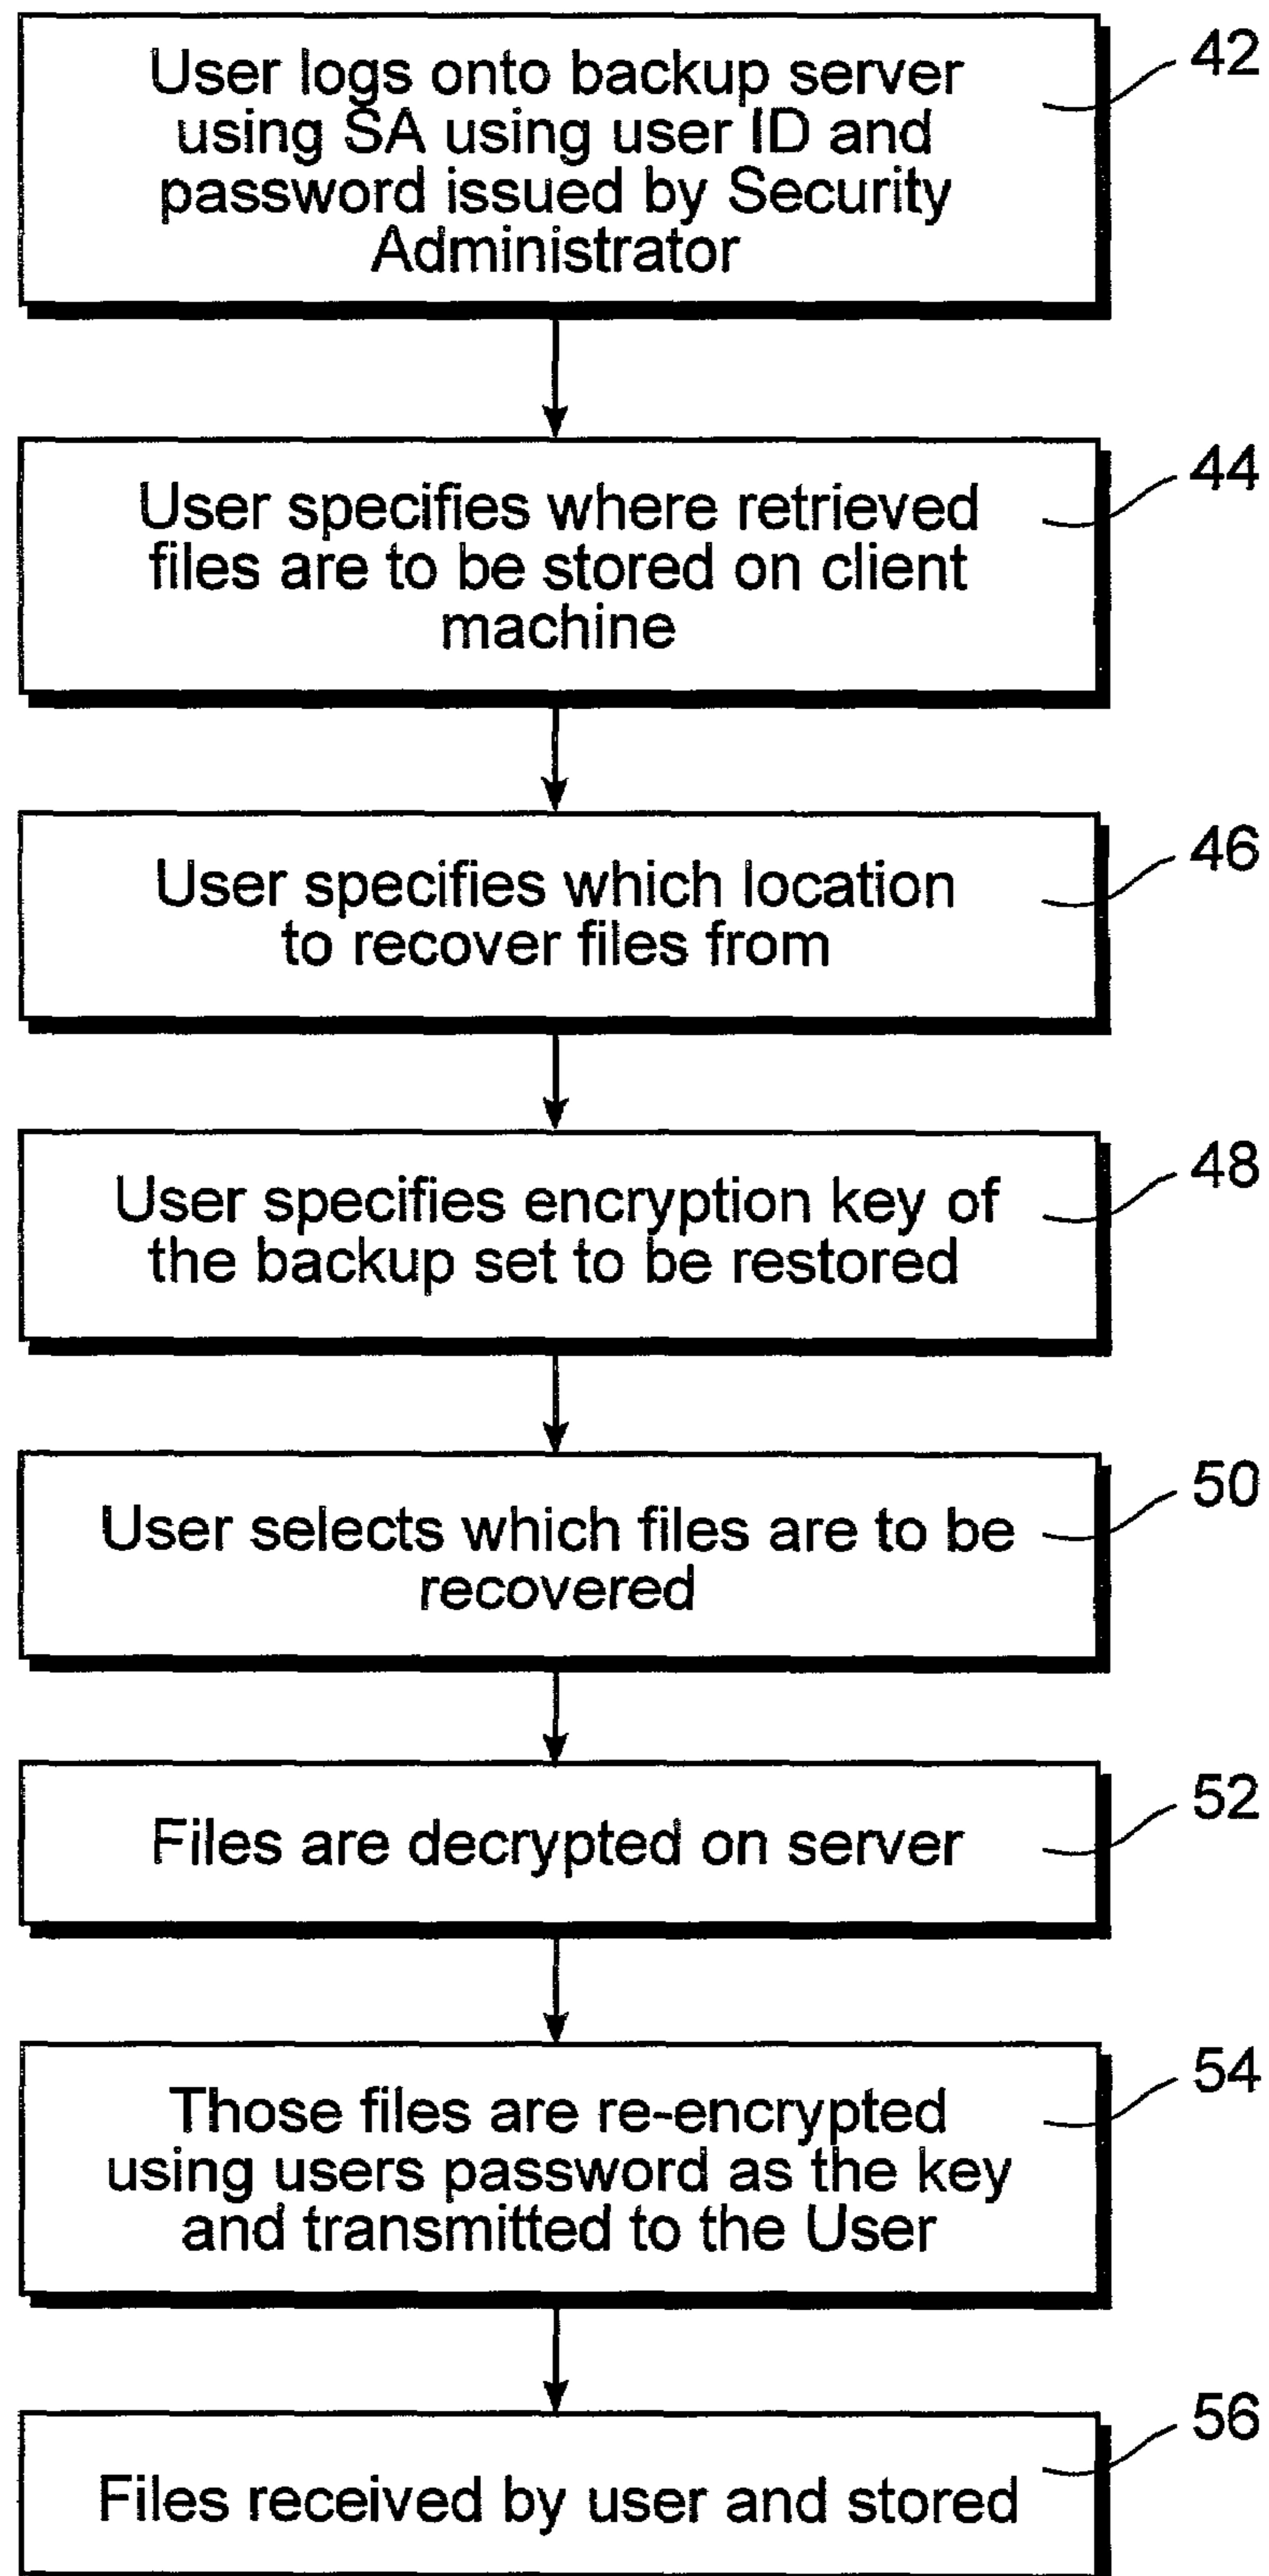 User logs onto backup server
using SA using user ID and
password issued by Security
Administrator
42
User specifies where retrieved
files are to be stored on client
machine
44
User specifies which location
to recover files from
46
User specifies encryption key of
the backup set to be restored
48
User selects which files are to be
recovered
50
Files are decrypted on server
52
Those files are re-encrypted
using users password as the key
and transmitted to the User
54
Files received by user and stored
56